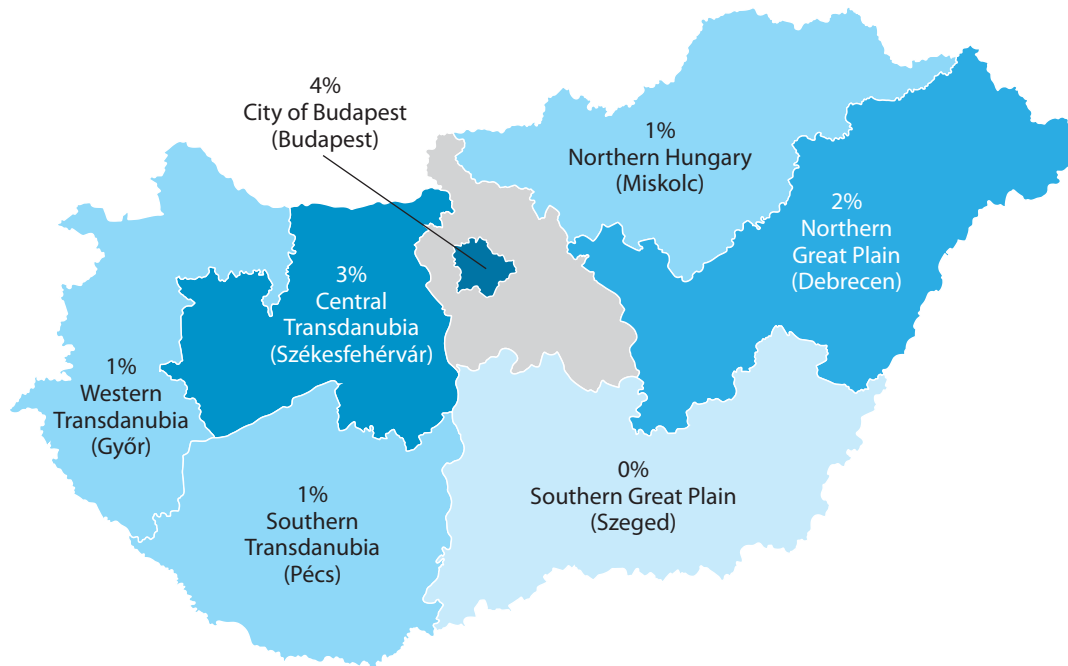 4%
City of Budapest
(Budapest)
1%
Northern Hungary
(Miskolc)
2%
Northern
Great Plain
(Debrecen)
3%
Central
Transdanubia
(Székesfehérvár)
1%
Western
Transdanubia
(Győr)
0%
Southern Great Plain
(Szeged)
1%
Southern
Transdanubia
(Pécs)